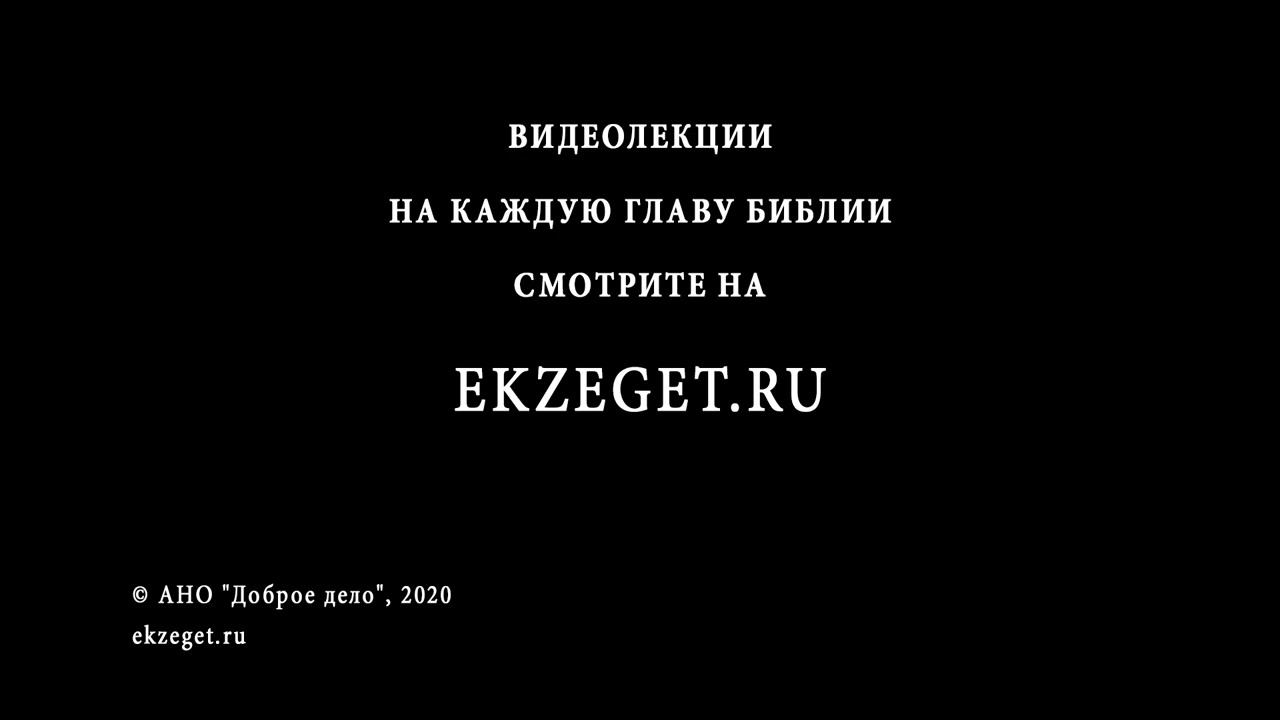 ВИДЕОЛЕКЦИИ
НА КАЖДУЮ ГЛАВУ БИБЛИИ
СМОТРИТЕ НА
EKZEGET.RU
© АНО "Доброе дело", 2020
ekzeget.ru